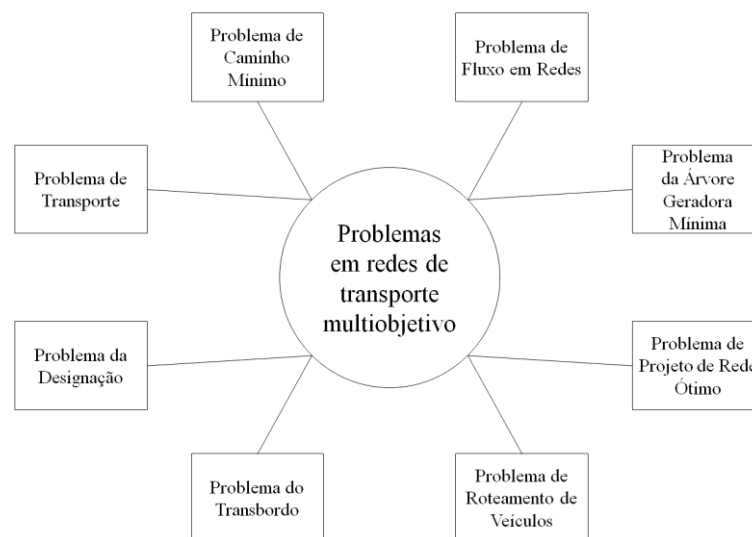 Problema de
Caminho
Mínimo
Problema de
Fluxo em Redes
Problema de
Transporte
Problema
da Árvore
Geradora
Mínima
Problemas
em redes de
transporte
multiobjetivo
Problema da
Designação
Problema de
Projeto de Rede
Ótimo
Problema do
Transbordo
Problema de
Roteamento de
Veículos